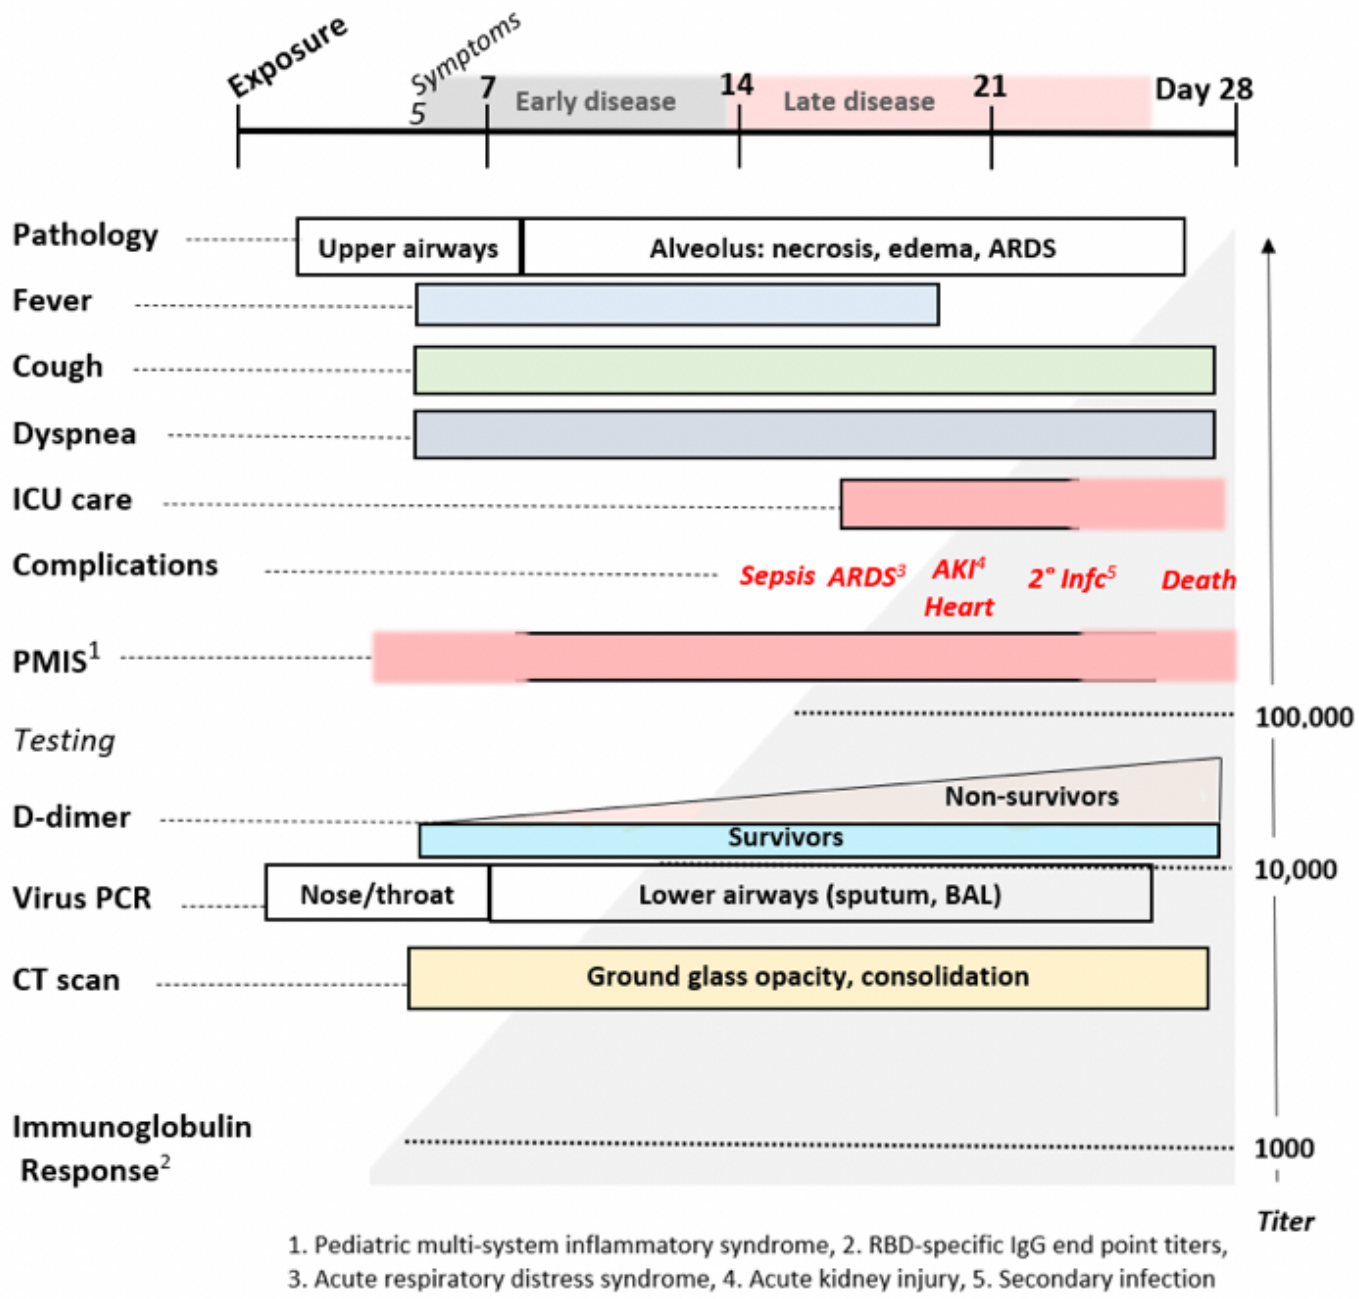 Exposure
Symptoms
5
7
Early disease
14
Late disease
21
Day 28
Pathology
Upper airways
Alveolus: necrosis, edema, ARDS
Fever
Cough
Dyspnea
ICU care
Complications
Sepsis ARDS³ AKI⁴ 2° Infc⁵ Death
Heart
PMIS¹
100,000
Testing
Non-survivors
D-dimer
Survivors
10,000
Virus PCR
Nose/throat
Lower airways (sputum, BAL)
CT scan
Ground glass opacity, consolidation
Immunoglobulin
Response²
1000
Titer
1. Pediatric multi-system inflammatory syndrome, 2. RBD-specific IgG end point titers,
3. Acute respiratory distress syndrome, 4. Acute kidney injury, 5. Secondary infection